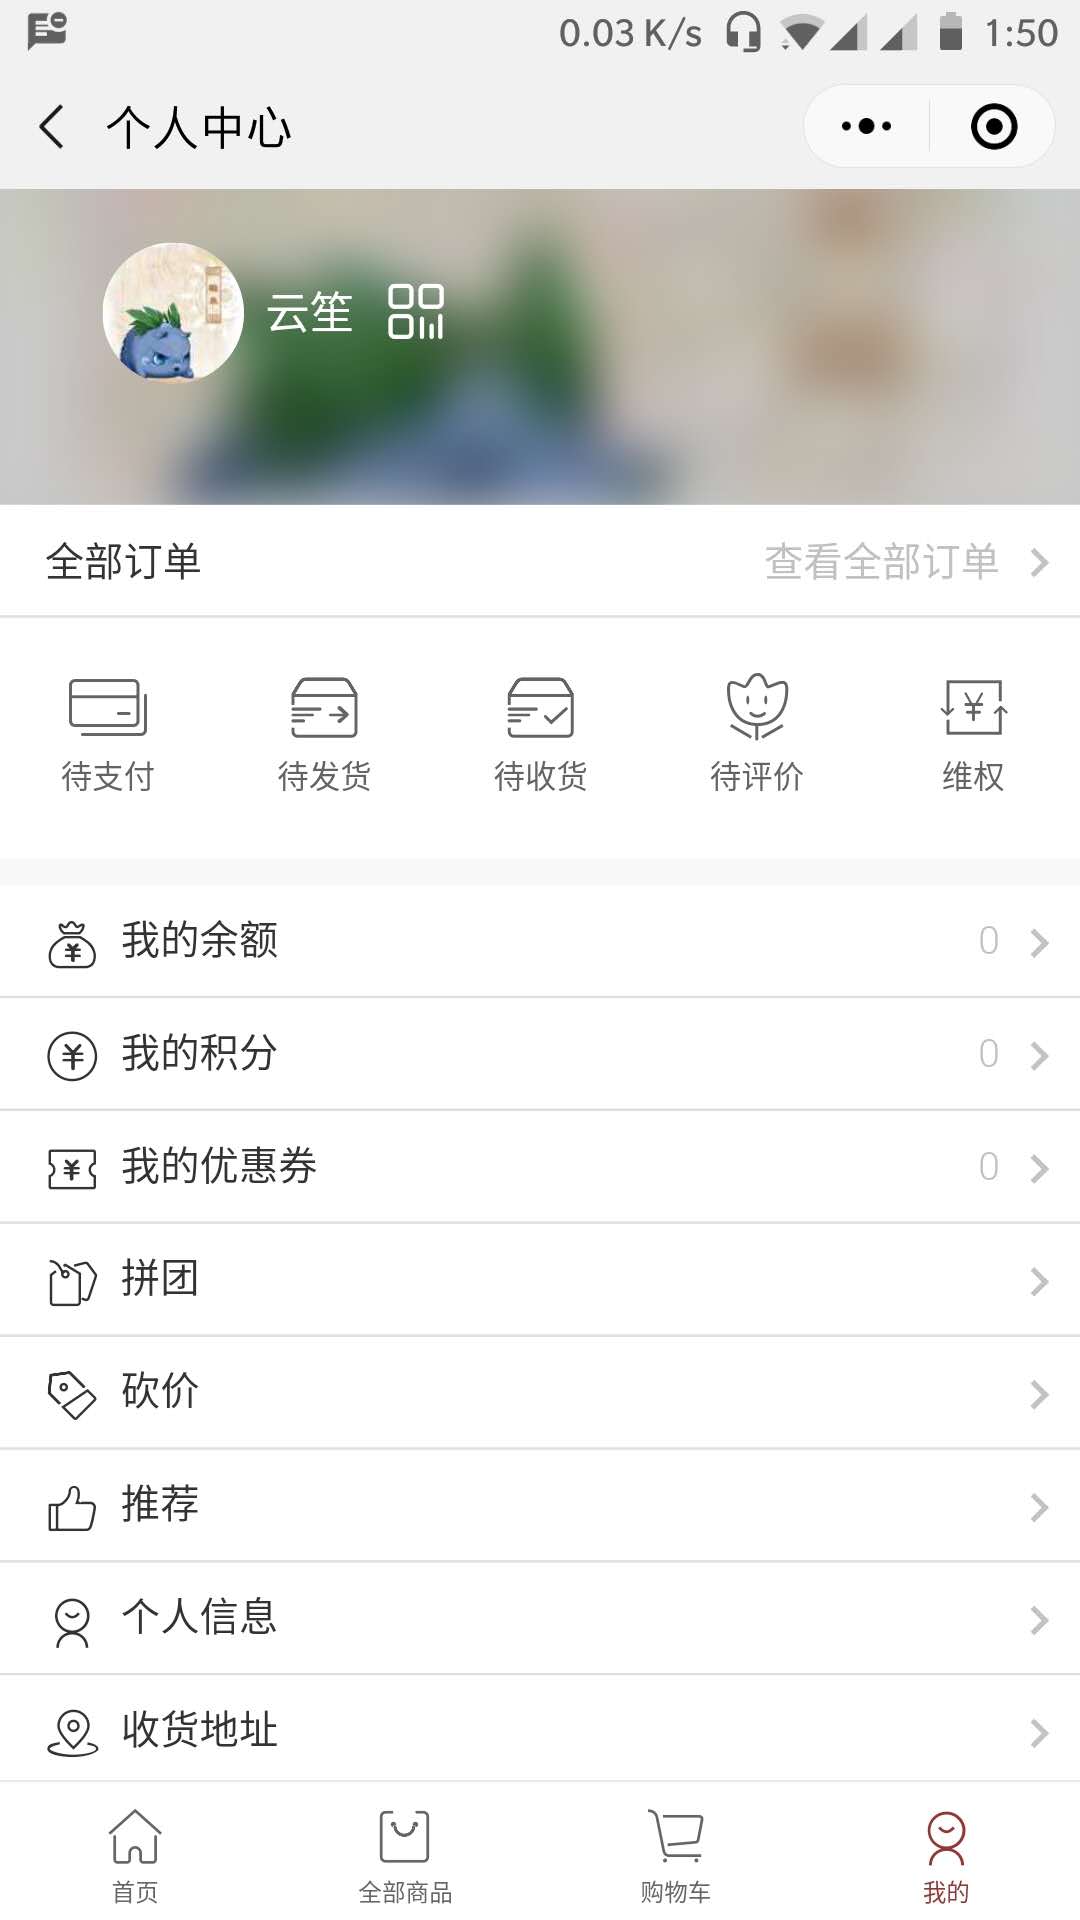 0.03 K/s 1:50
个人中心
云笙
全部订单 查看全部订单
待支付 待发货 待收货 待评价 维权
我的余额 0
我的积分 0
我的优惠券 0
拼团
砍价
推荐
个人信息
收货地址
首页 全部商品 购物车 我的